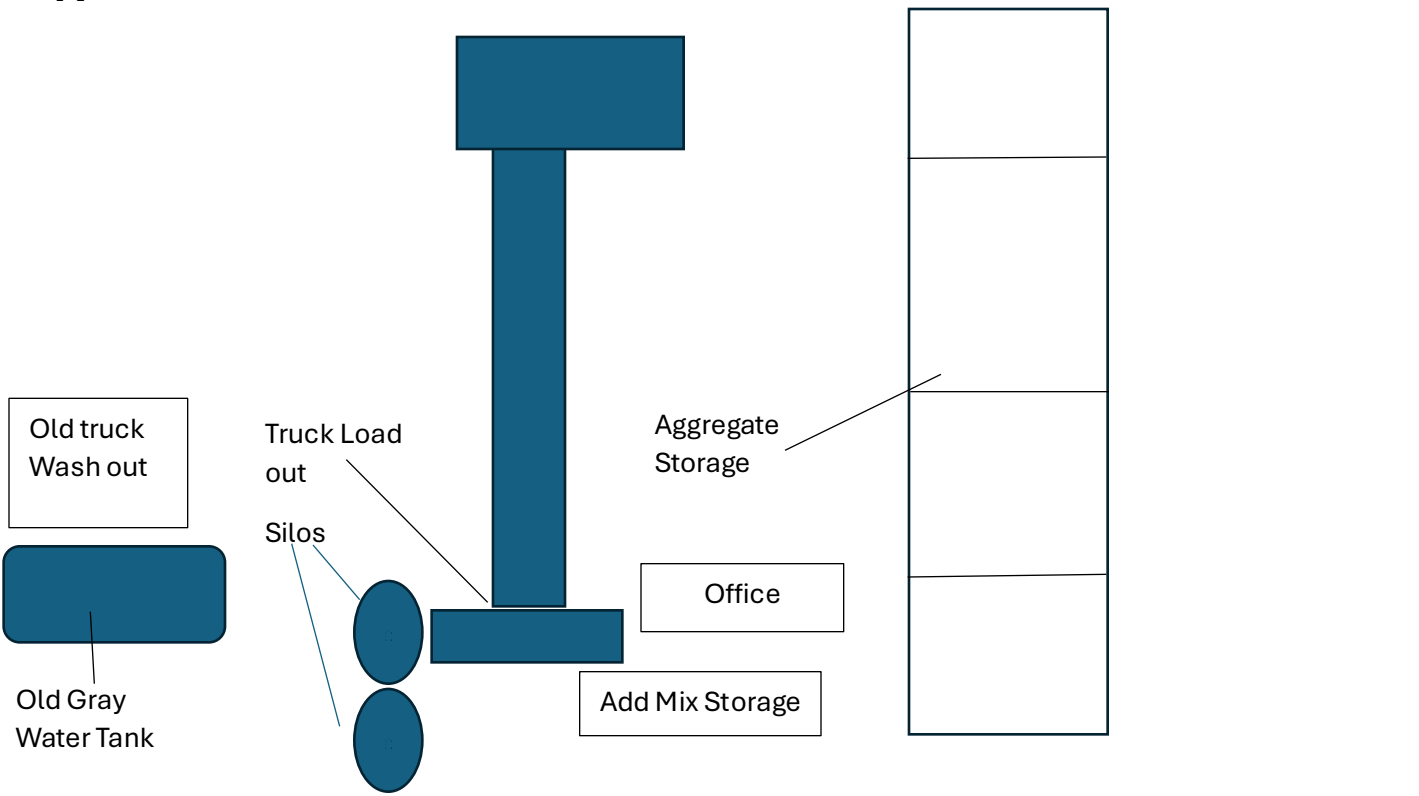 Old truck
Wash out
Truck Load
out
Aggregate
Storage
Silos
Office
Old Gray
Water Tank
Add Mix Storage